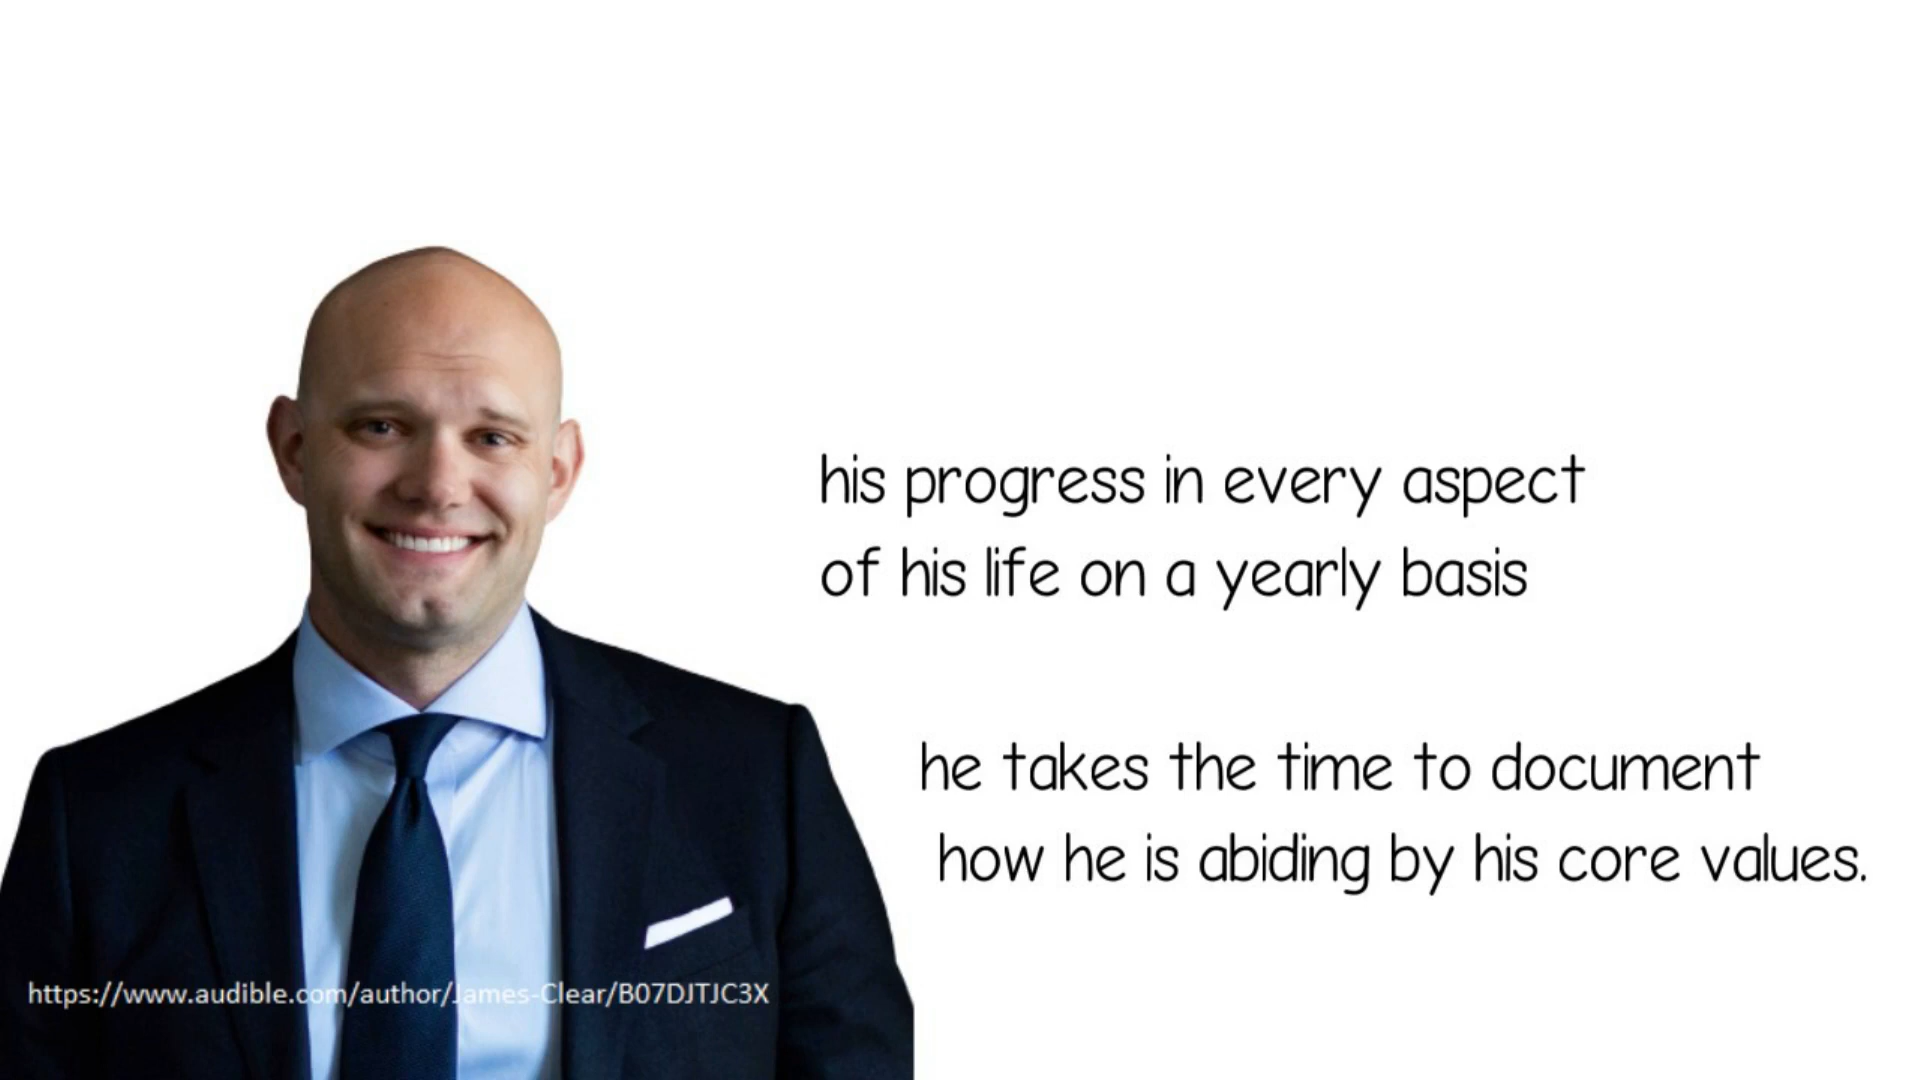 his progress in every aspect
of his life on a yearly basis
he takes the time to document
how he is abiding by his core values.
https://www.audible.com/author/James-Clear/B07DJTJC3X